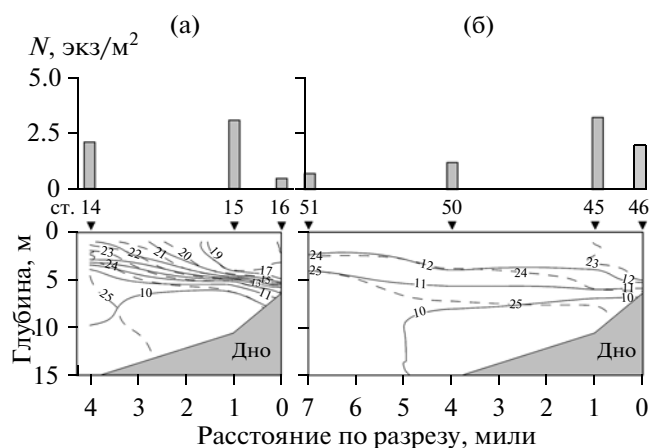 (а) (б)
N, экз/м²
5.0
2.5
0
ст. 14 15 16 51 50 45 46
0
5
10
15
Глубина, м
23 22 21 20 19 17
24
25 10 11
24 12 24 23 12
25 11 11
25 10
10
Дно Дно
4 3 2 1 0 7 6 5 4 3 2 1 0
Расстояние по разрезу, мили